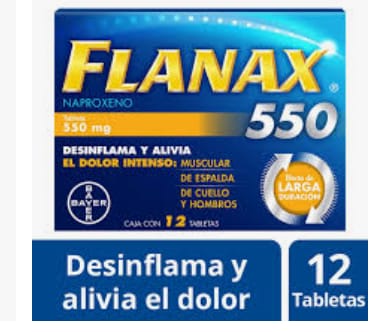 FLANAX®
NAPROXENO
Tabletas
550 mg
550
DESINFLAMA Y ALIVIA
EL DOLOR INTENSO: MUSCULAR
DE ESPALDA
DE CUELLO
Y HOMBROS
Efecto de
LARGA
DURACIÓN
BAYER
BAYER
CAJA CON 12 TABLETAS
Desinflama y
alivia el dolor
12
Tabletas